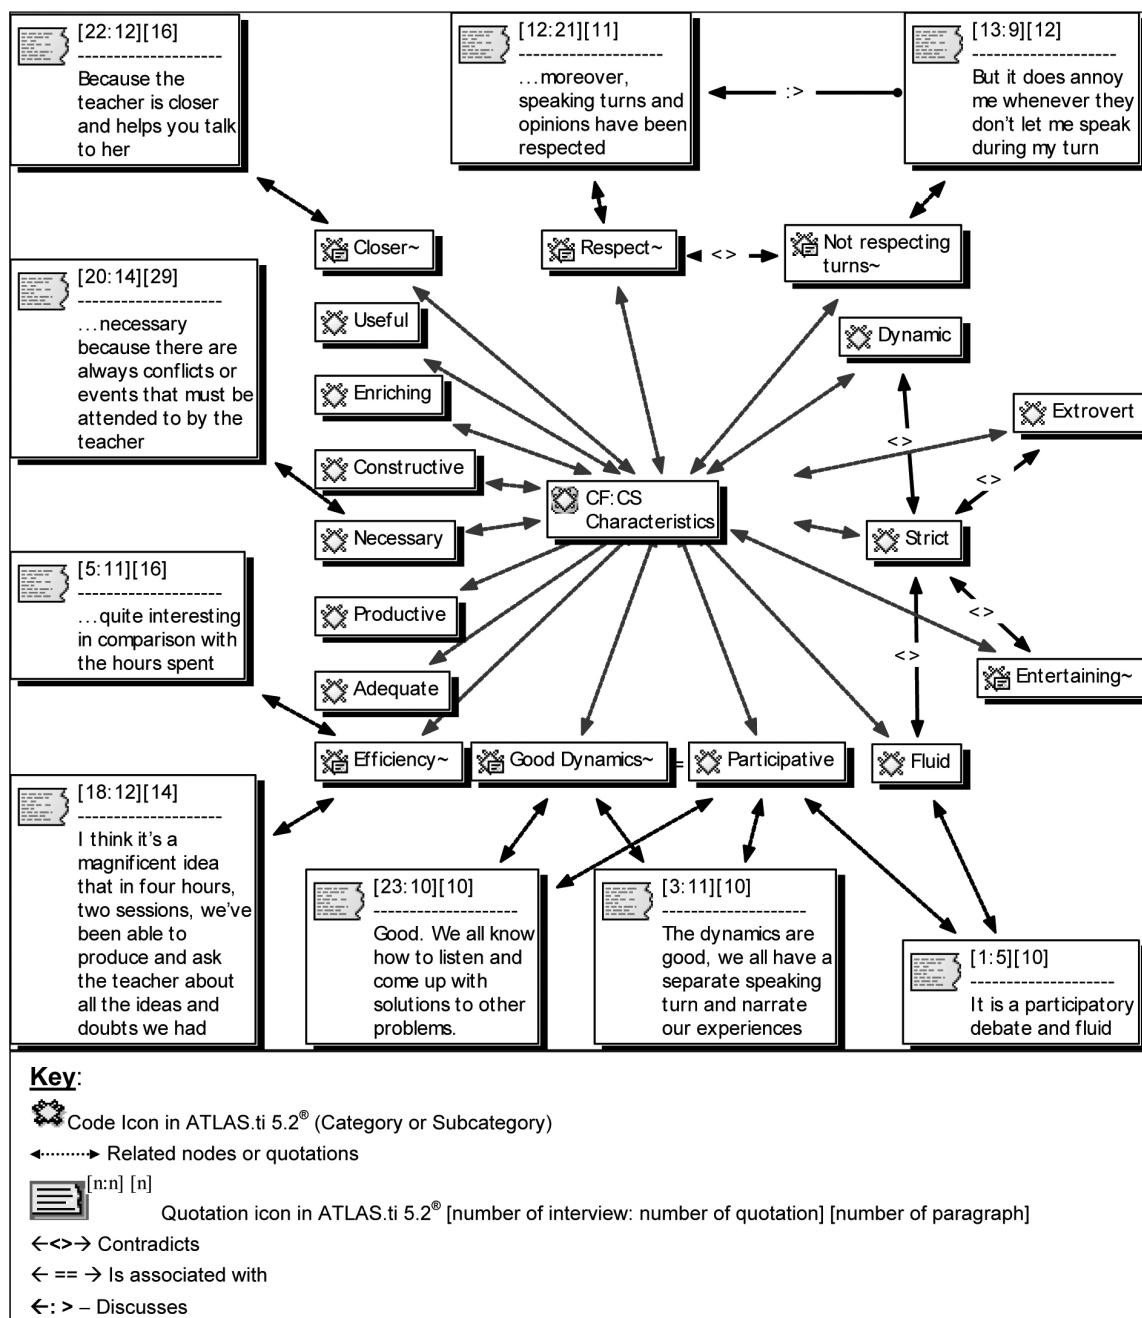 [22:12][16]
--------------------
Because the
teacher is closer
and helps you talk
to her
[12:21][11]
--------------------
…moreover,
speaking turns and
opinions have been
respected
:>
[13:9][12]
--------------------
But it does annoy
me whenever they
don't let me speak
during my turn
Closer~
Respect~
<>
Not respecting
turns~
[20:14][29]
--------------------
…necessary
because there are
always conflicts or
events that must be
attended to by the
teacher
Useful
Dynamic
Enriching
Extrovert
<>
Constructive
<>
CF:CS
Characteristics
Necessary
Strict
[5:11][16]
--------------------
…quite interesting
in comparison with
the hours spent
Productive
<>
<>
Adequate
Entertaining~
Efficiency~
Good Dynamics~
=
Participative
Fluid
[18:12][14]
--------------------
I think it's a
magnificent idea
that in four hours,
two sessions, we've
been able to
produce and ask
the teacher about
all the ideas and
doubts we had
[23:10][10]
--------------------
Good. We all know
how to listen and
come up with
solutions to other
problems.
[3:11][10]
--------------------
The dynamics are
good, we all have a
separate speaking
turn and narrate
our experiences
[1:5][10]
--------------------
It is a participatory
debate and fluid
Key:
Code Icon in ATLAS.ti 5.2® (Category or Subcategory)
◄·········► Related nodes or quotations
[n:n] [n]
Quotation icon in ATLAS.ti 5.2® [number of interview: number of quotation] [number of paragraph]
←<>→ Contradicts
← == → Is associated with
←: > – Discusses